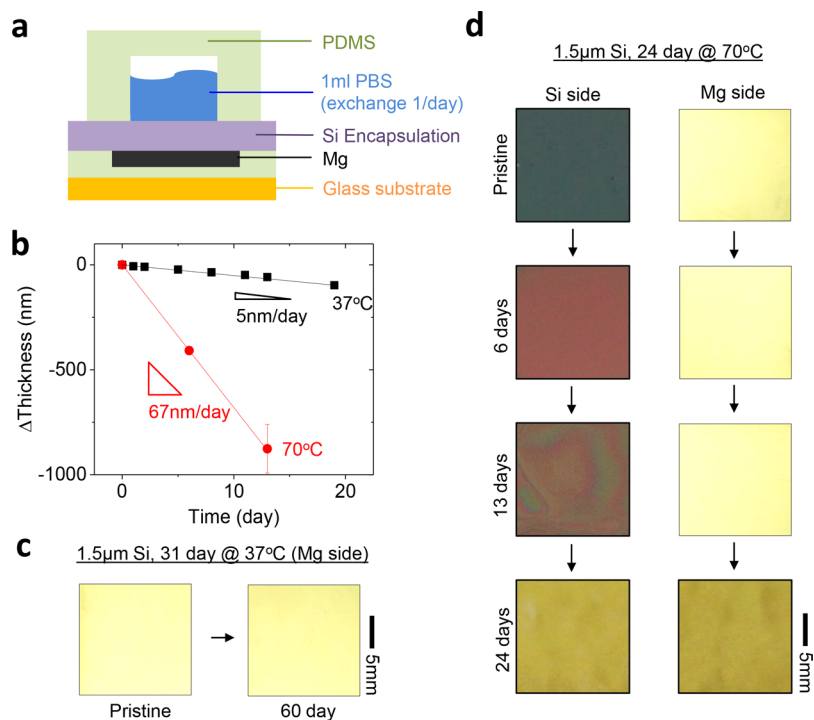 a
PDMS
1ml PBS
(exchange 1/day)
Si Encapsulation
Mg
Glass substrate
b
0
-500
-1000
ΔThickness (nm)
37°C
5nm/day
67nm/day
70°C
0
10
20
Time (day)
c
1.5µm Si, 31 day @ 37°C (Mg side)
Pristine
60 day
5mm
d
1.5µm Si, 24 day @ 70°C
Si side
Mg side
Pristine
6 days
13 days
24 days
5mm